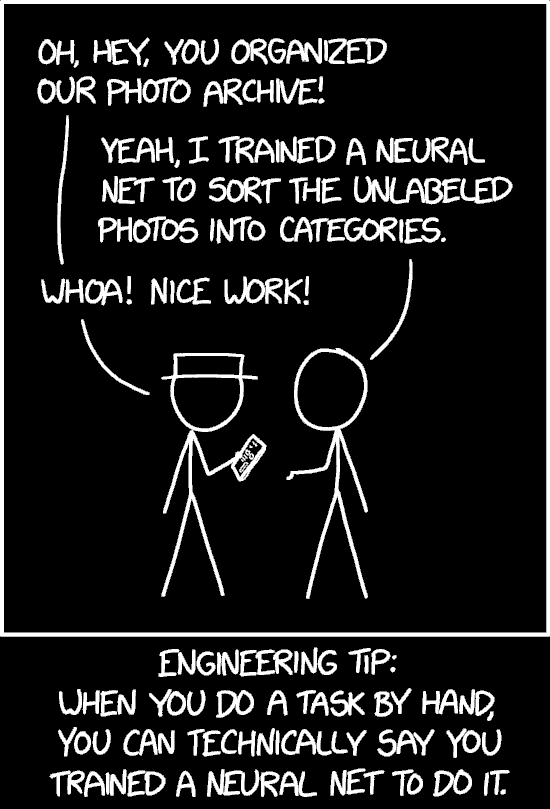 OH, HEY, YOU ORGANIZED
OUR PHOTO ARCHIVE!
YEAH, I TRAINED A NEURAL
NET TO SORT THE UNLABELED
PHOTOS INTO CATEGORIES.
WHOA! NICE WORK!
ENGINEERING TIP:
WHEN YOU DO A TASK BY HAND,
YOU CAN TECHNICALLY SAY YOU
TRAINED A NEURAL NET TO DO IT.